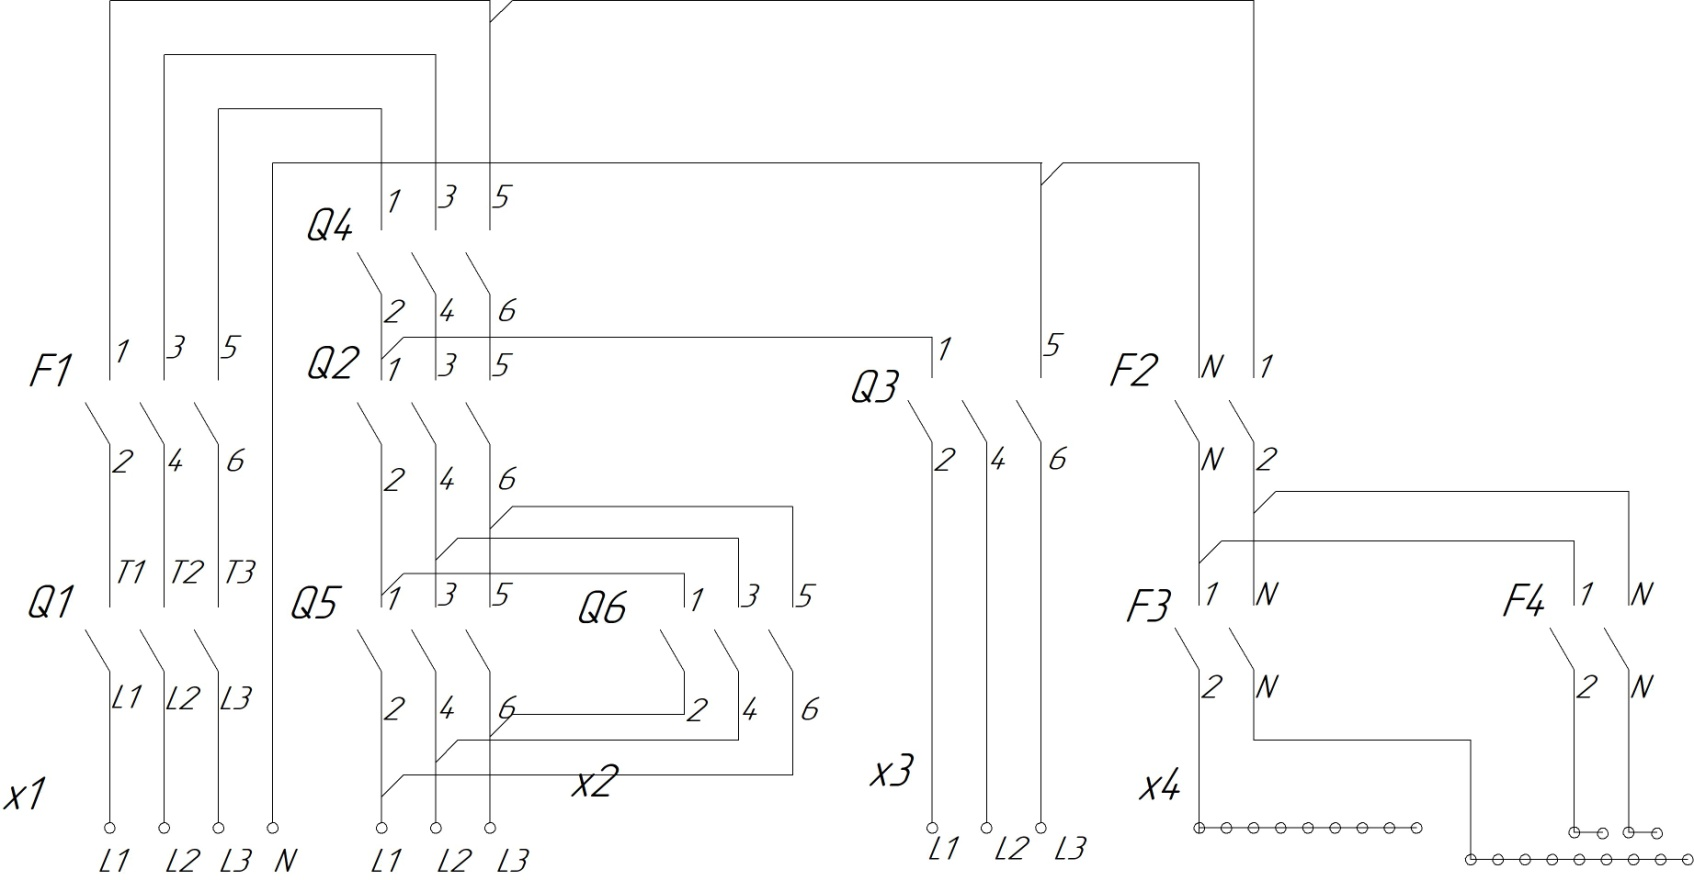 1 3 5
Q4
2 4 6
F1 1 3 5
Q2 1 3 5
Q3 1 5
F2 N 1
2 4 6
2 4 6
2 4 6
N 2
T1 T2 T3
Q1
Q5 1 3 5
Q6 1 3 5
F3 1 N
F4 1 N
L1 L2 L3
2 4 6
2 4 6
2 N
2 N
x1
x2
x3
x4
L1 L2 L3 N
L1 L2 L3
L1 L2 L3